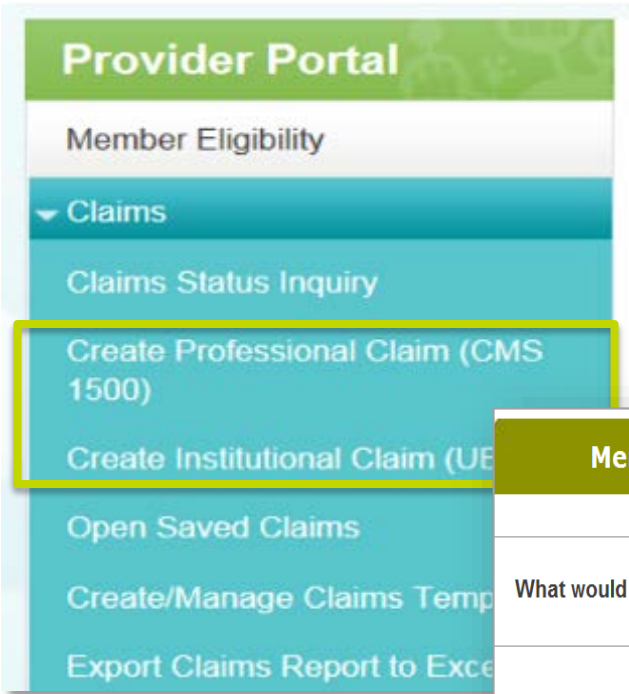 Provider Portal
Member Eligibility
Claims
Claims Status Inquiry
Create Professional Claim (CMS
1500)
Create Institutional Claim (UB
Open Saved Claims
Create/Manage Claims Temp
Export Claims Report to Exce
Me
What would